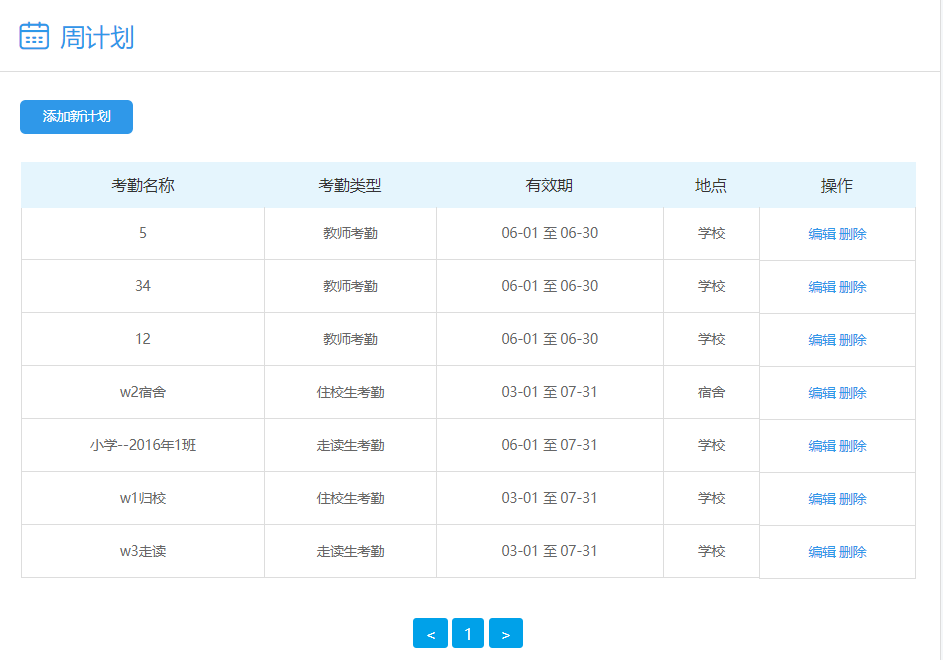 周计划
添加新计划
考勤名称 考勤类型 有效期 地点 操作
5 教师考勤 06-01 至 06-30 学校 编辑 删除
34 教师考勤 06-01 至 06-30 学校 编辑 删除
12 教师考勤 06-01 至 06-30 学校 编辑 删除
w2宿舍 住校生考勤 03-01 至 07-31 宿舍 编辑 删除
小学--2016年1班 走读生考勤 06-01 至 07-31 学校 编辑 删除
w1归校 住校生考勤 03-01 至 07-31 学校 编辑 删除
w3走读 走读生考勤 03-01 至 07-31 学校 编辑 删除
< 1 >